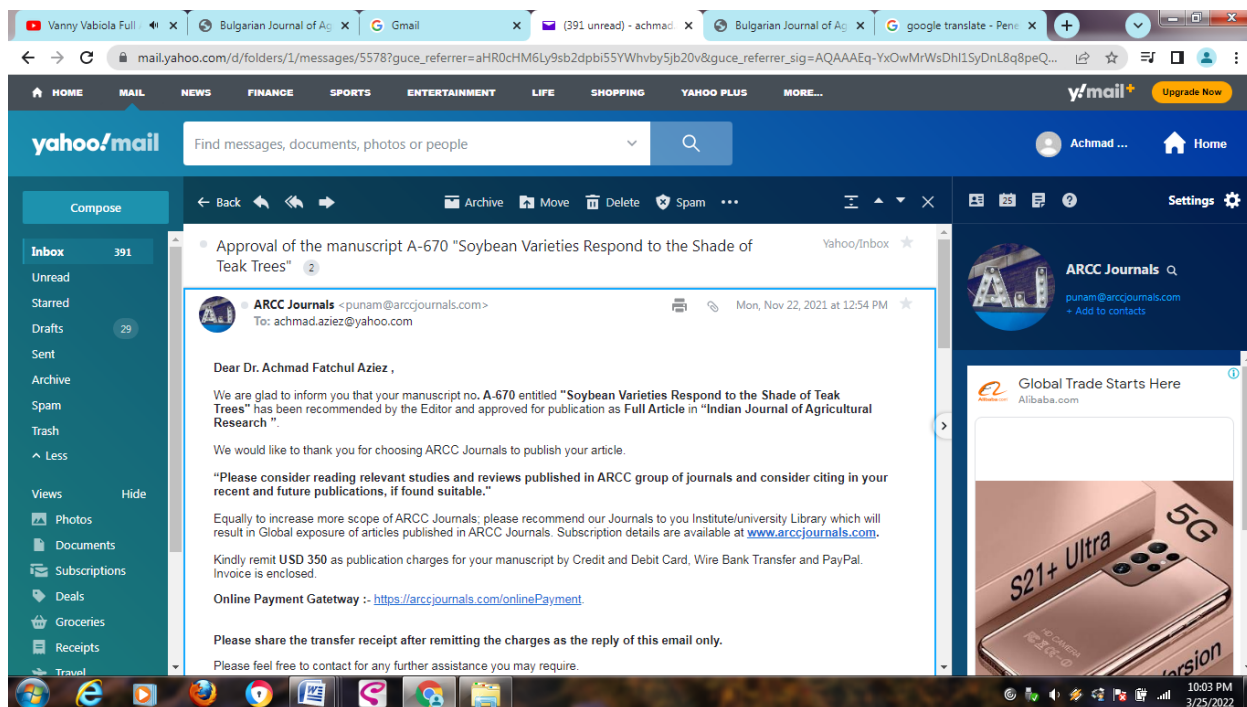 Vanny Vabiola Full
Bulgarian Journal of Ag
Gmail
(391 unread) - achmad.
Bulgarian Journal of Ag
google translate - Pene
mail.yahoo.com/d/folders/1/messages/5578?guce_referrer=aHR0cHM6Ly9sb2dpbi55YWhvby5jb20v&guce_referrer_sig=AQAAAEq-YxOwMrWsDhI1SyDnL8q8peQ...
HOME MAIL NEWS FINANCE SPORTS ENTERTAINMENT LIFE SHOPPING YAHOO PLUS MORE...
y!mail+
Upgrade Now
yahoo!mail
Find messages, documents, photos or people
Achmad ...
Home
Compose
Back
Archive Move Delete Spam
25
Settings
Inbox 391
Unread
Starred
Drafts 29
Sent
Archive
Spam
Trash
Less
Views Hide
Photos
Documents
Subscriptions
Deals
Groceries
Receipts
Travel
Approval of the manuscript A-670 "Soybean Varieties Respond to the Shade of
Teak Trees" 2
Yahoo/Inbox
ARCC Journals <punam@arccjournals.com>
To: achmad.aziez@yahoo.com
Mon, Nov 22, 2021 at 12:54 PM
Dear Dr. Achmad Fatchul Aziez ,
We are glad to inform you that your manuscript no. A-670 entitled "Soybean Varieties Respond to the Shade of Teak
Trees" has been recommended by the Editor and approved for publication as Full Article in “Indian Journal of Agricultural
Research ”.
We would like to thank you for choosing ARCC Journals to publish your article.
“Please consider reading relevant studies and reviews published in ARCC group of journals and consider citing in your
recent and future publications, if found suitable."
Equally to increase more scope of ARCC Journals; please recommend our Journals to you Institute/university Library which will
result in Global exposure of articles published in ARCC Journals. Subscription details are available at www.arccjournals.com.
Kindly remit USD 350 as publication charges for your manuscript by Credit and Debit Card, Wire Bank Transfer and PayPal.
Invoice is enclosed.
Online Payment Gatetway :- https://arccjournals.com/onlinePayment.
Please share the transfer receipt after remitting the charges as the reply of this email only.
Please feel free to contact for any further assistance you may require.
AJ
ARCC Journals
punam@arccjournals.com
+ Add to contacts
Global Trade Starts Here
Alibaba.com
5G
S21+ Ultra
HD CAMERA
10:03 PM
3/25/2022